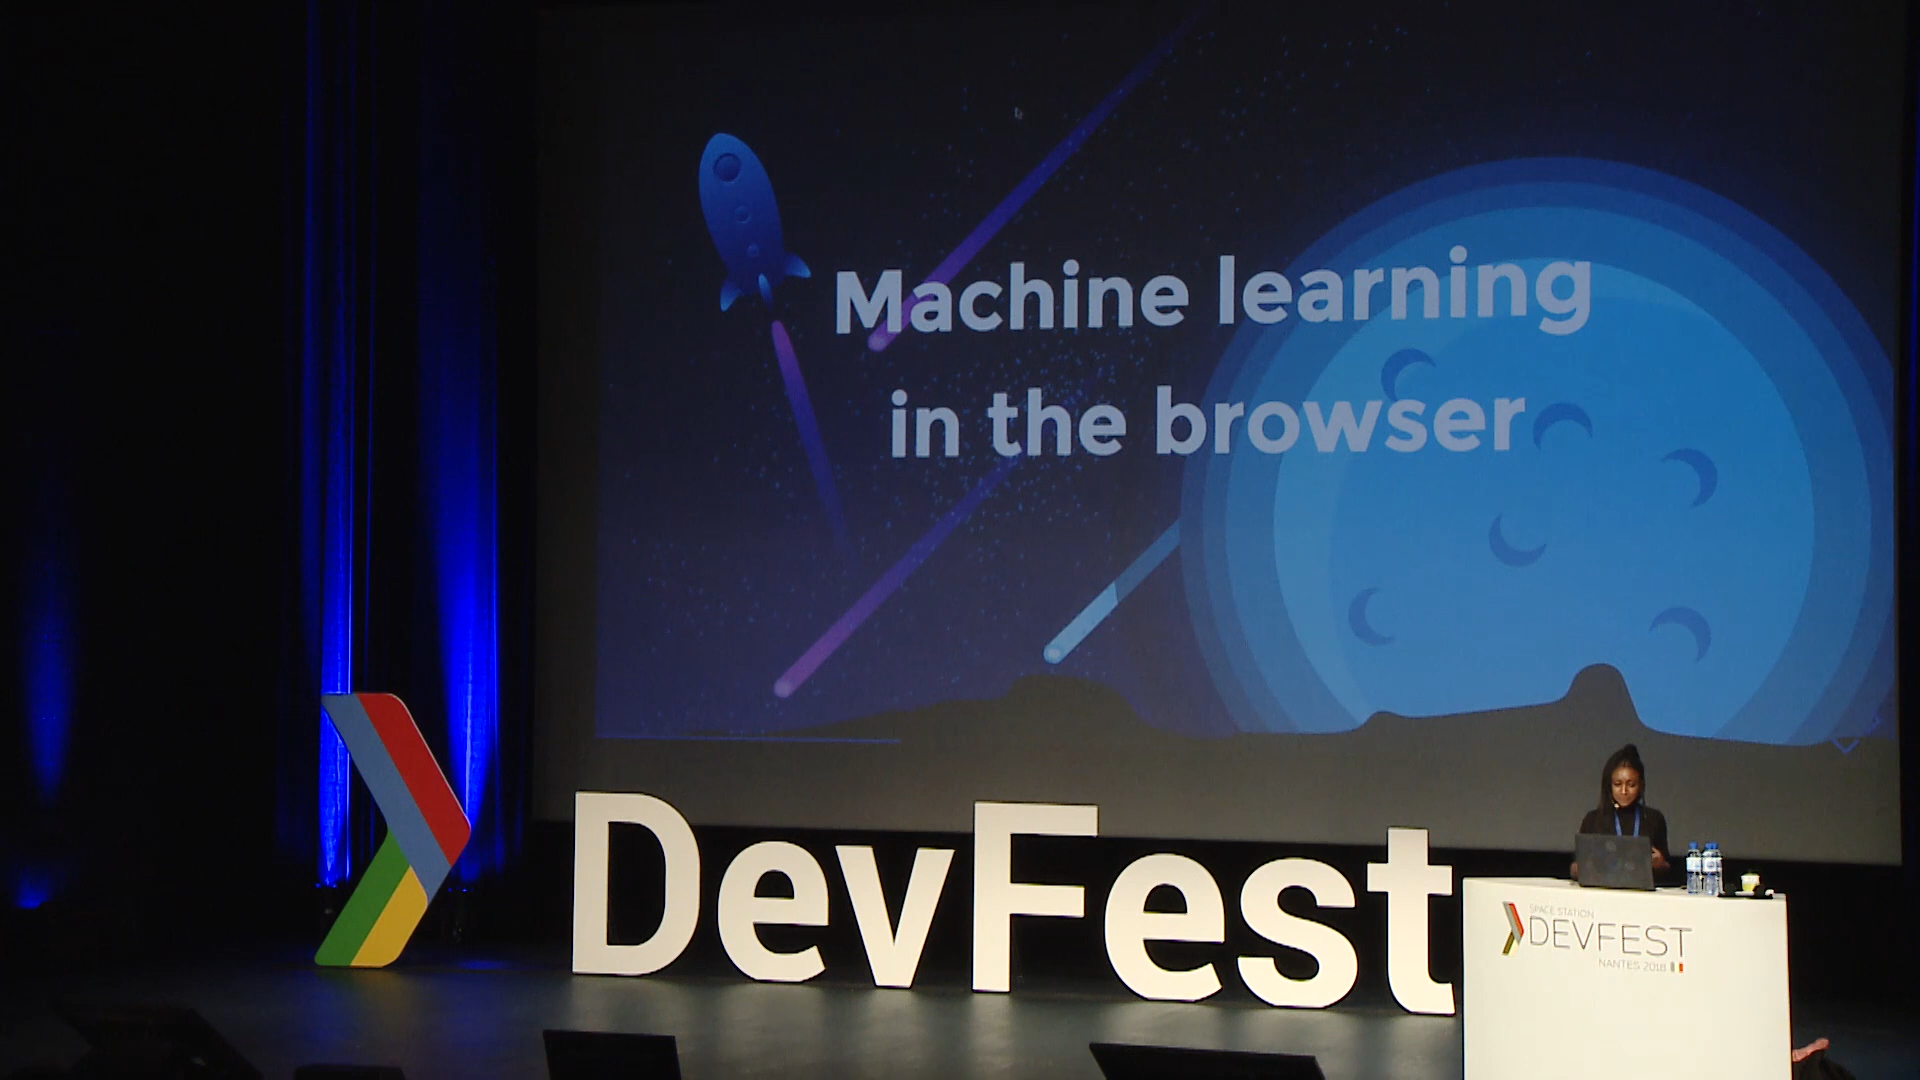 Machine learning
in the browser
DevFest
SPACE STATION
DEVFEST
NANTES 2018